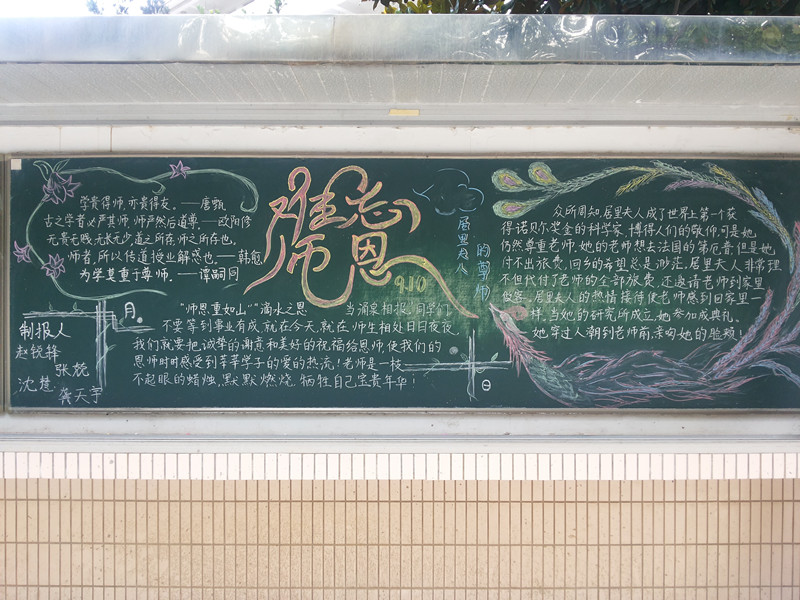 学贵得师,亦贵得友。——唐甄
古之学者必严其师,师严然后道尊。——欧阳修
无贵无贱,无长无少,道之所存,师之所存也。
师者,所以传道授业解惑也。——韩愈
为学莫重于尊师。——谭嗣同
难忘
师恩
9.10
月
日
制报人
赵锐锋
张
沈慧
龚天宇
"师恩重如山""滴水之恩 当涌泉相报。"同学们
不要等到事业有成,就在今天,就在师生相处日日夜夜,
我们就要把诚挚的谢意和美好的祝福给恩师,使我们的
恩师时时感受到莘莘学子的爱的热流!老师是一枝
不起眼的蜡烛,默默燃烧,牺牲自己宝贵年华!
居里夫人
的尊师
众所周知,居里夫人成了世界上第一个获
得诺贝尔奖金的科学家,博得人们的敬仰,可是她
仍然尊重老师,她的老师想去法国的第厄普但是她
付不出旅费,回乡的希望总是渺茫。居里夫人非常理
不但代付了老师的全部旅费,还邀请老师到家里
做客,居里夫人的热情接待使老师感到回家里一
样,当她的研究所成立,她参加成典礼。
她穿过人潮到老师前,亲吻她的脸颊!